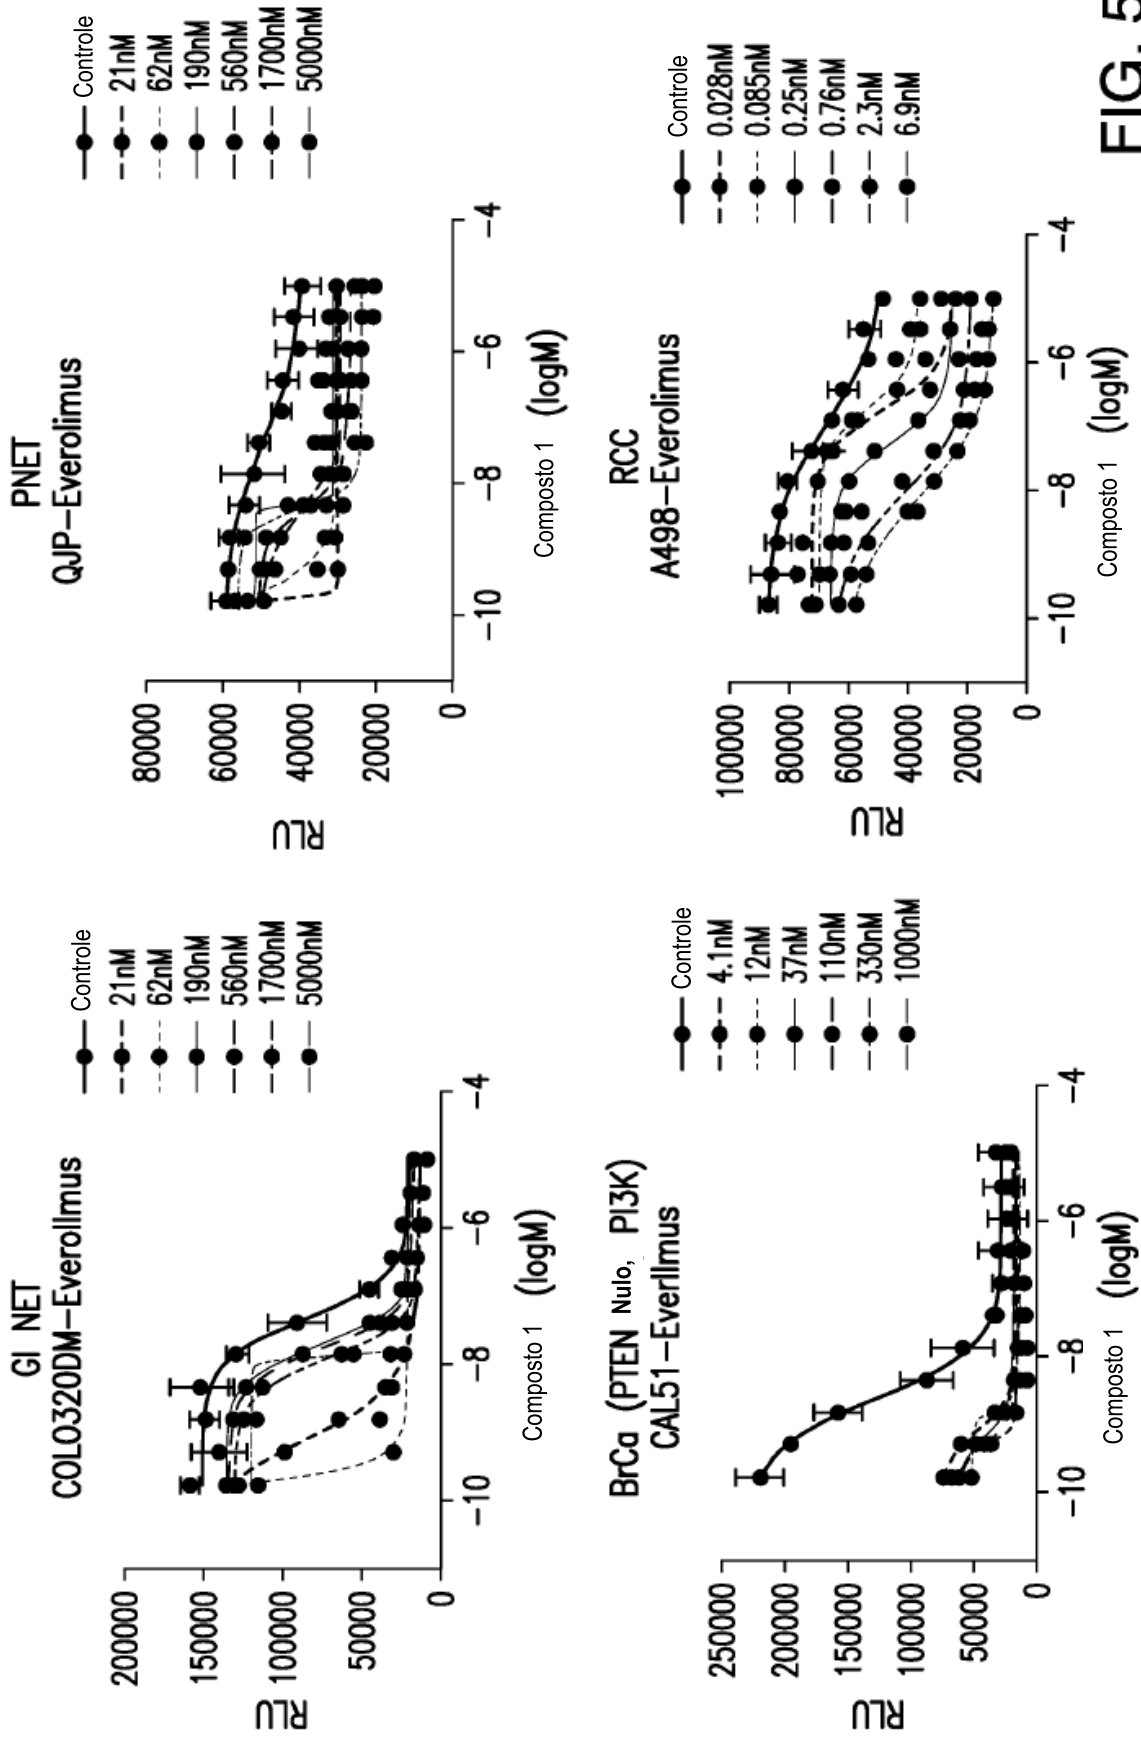 GI NET
COLO320DM-Everollmus
RLU
200000
150000
100000
50000
0
-10
-8
-6
-4
Composto 1 (logM)
Controle
21nM
62nM
190nM
560nM
1700nM
5000nM
PNET
QJP-Everolimus
RLU
80000
60000
40000
20000
0
-10
-8
-6
-4
Composto 1 (logM)
Controle
21nM
62nM
190nM
560nM
1700nM
5000nM
BrCa (PTEN Nulo, PI3K)
CAL51-Everllmus
RLU
250000
200000
150000
100000
50000
0
-10
-8
-6
-4
Composto 1 (logM)
Controle
4.1nM
12nM
37nM
110nM
330nM
1000nM
RCC
A498-Everolimus
RLU
100000
80000
60000
40000
20000
0
-10
-8
-6
-4
Composto 1 (logM)
Controle
0.028nM
0.085nM
0.25nM
0.76nM
2.3nM
6.9nM
FIG. 5